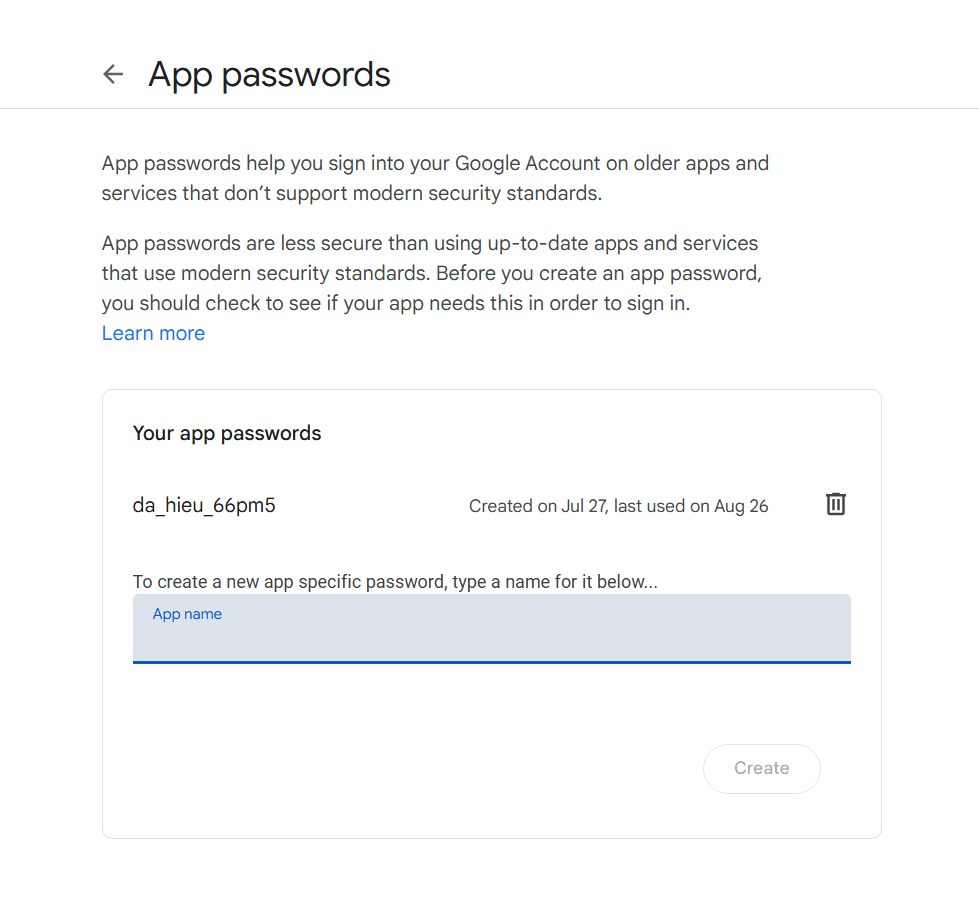 App passwords
App passwords help you sign into your Google Account on older apps and
services that don’t support modern security standards.
App passwords are less secure than using up-to-date apps and services
that use modern security standards. Before you create an app password,
you should check to see if your app needs this in order to sign in.
Learn more
Your app passwords
da_hieu_66pm5 Created on Jul 27, last used on Aug 26
To create a new app specific password, type a name for it below...
App name
Create